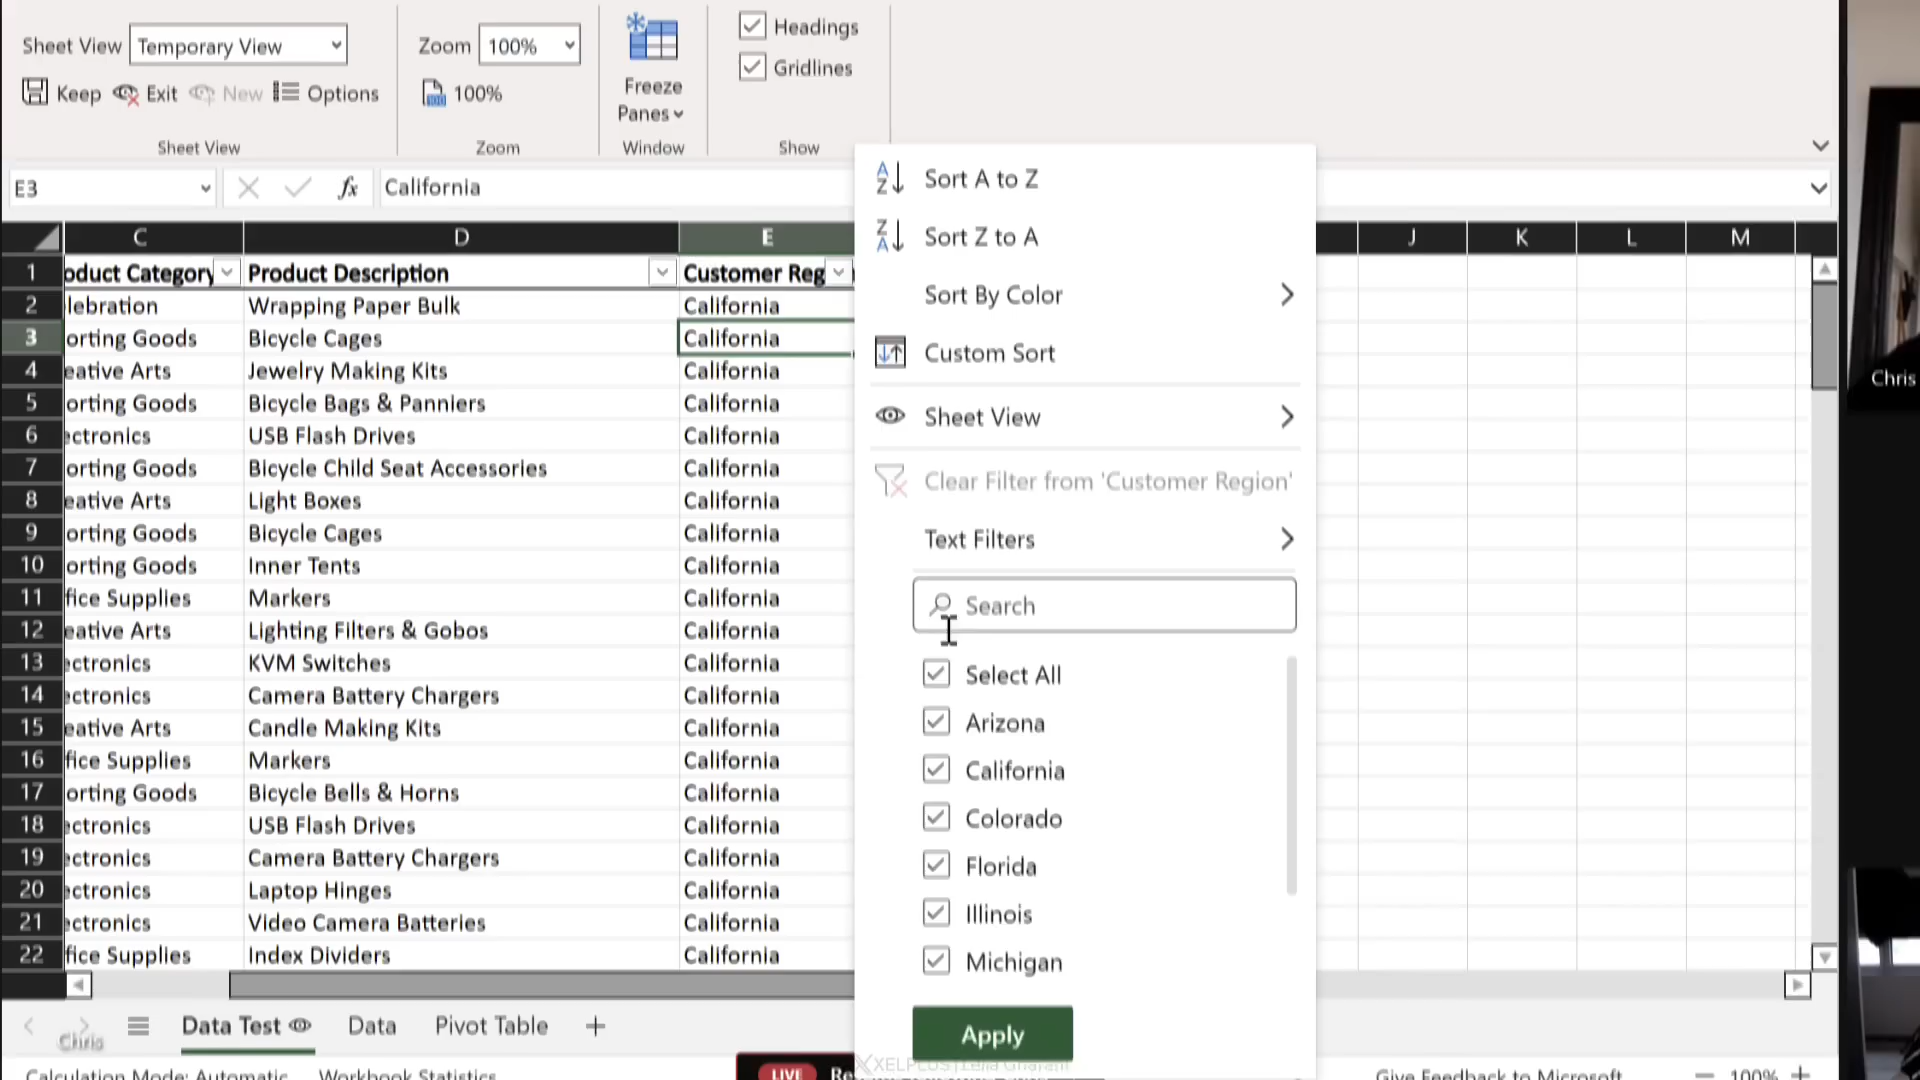 Sheet View Temporary View
Keep Exit New Options
Sheet View
Zoom 100%
100%
Zoom
Freeze
Panes
Window
Headings
Gridlines
Show
E3 fx California
C D E J K L M
1 oduct Category Product Description Customer Reg
2 lebration Wrapping Paper Bulk California
3 orting Goods Bicycle Cages California
4 eative Arts Jewelry Making Kits California
5 orting Goods Bicycle Bags & Panniers California
6 ectronics USB Flash Drives California
7 orting Goods Bicycle Child Seat Accessories California
8 eative Arts Light Boxes California
9 orting Goods Bicycle Cages California
10 orting Goods Inner Tents California
11 fice Supplies Markers California
12 eative Arts Lighting Filters & Gobos California
13 ectronics KVM Switches California
14 ectronics Camera Battery Chargers California
15 eative Arts Candle Making Kits California
16 fice Supplies Markers California
17 orting Goods Bicycle Bells & Horns California
18 ectronics USB Flash Drives California
19 ectronics Camera Battery Chargers California
20 ectronics Laptop Hinges California
21 ectronics Video Camera Batteries California
22 fice Supplies Index Dividers California
Sort A to Z
Sort Z to A
Sort By Color
Custom Sort
Sheet View
Clear Filter from 'Customer Region'
Text Filters
Search
Select All
Arizona
California
Colorado
Florida
Illinois
Michigan
Apply
XELPLUS | Leila Gharani
Chris
Chris
Data Test Data Pivot Table
Calculation Mode: Automatic Workbook Statistics
LIVE
Give Feedback to Microsoft 100%